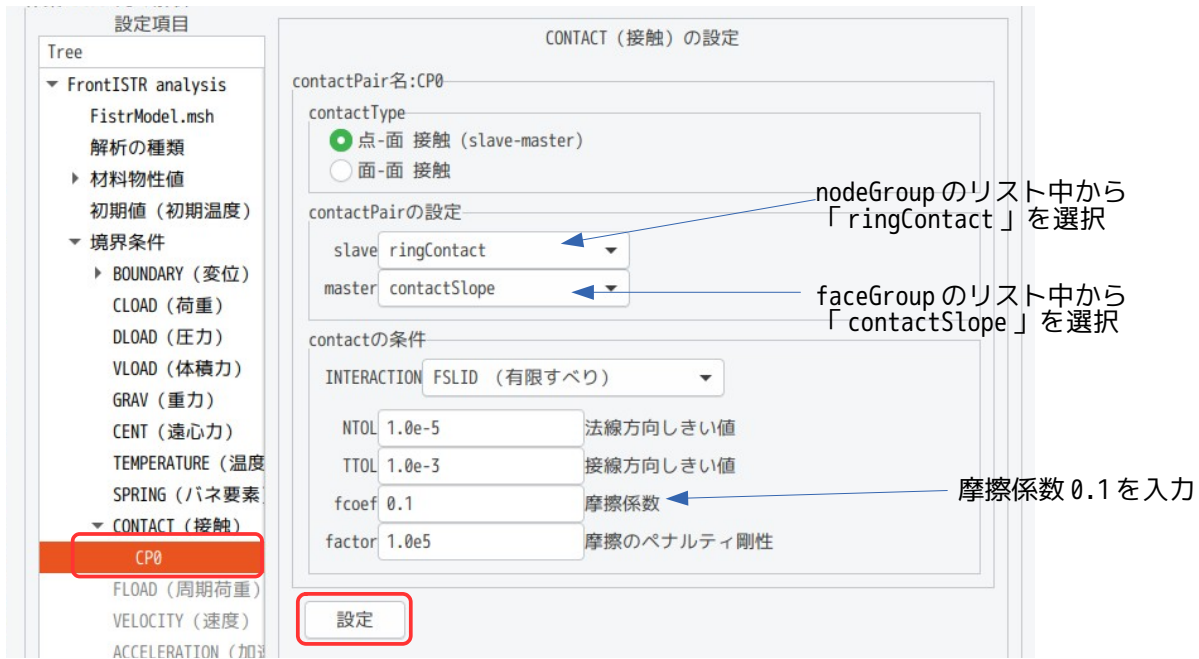 設定項目
Tree
FrontISTR analysis
FistrModel.msh
解析の種類
材料物性値
初期値（初期温度）
境界条件
BOUNDARY（変位）
CLOAD（荷重）
DLOAD（圧力）
VLOAD（体積力）
GRAV（重力）
CENT（遠心力）
TEMPERATURE（温度
SPRING（バネ要素
CONTACT（接触）
CP0
FLOAD（周期荷重）
VELOCITY（速度）
ACCELERATION（加速
CONTACT（接触）の設定
contactPair名:CP0
contactType
点-面 接触（slave-master）
面-面 接触
contactPairの設定
slave ringContact
master contactSlope
contactの条件
INTERACTION FSLID （有限すべり）
NTOL 1.0e-5 法線方向しきい値
TTOL 1.0e-3 接線方向しきい値
fcoef 0.1 摩擦係数
factor 1.0e5 摩擦のペナルティ剛性
設定
nodeGroupのリスト中から
「ringContact」を選択
faceGroupのリスト中から
「contactSlope」を選択
摩擦係数0.1を入力